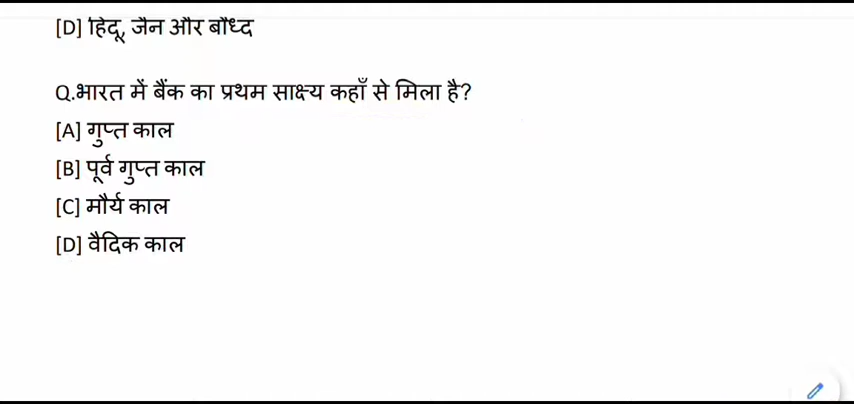 [D] हिंदू, जैन और बौध्द
Q.भारत में बैंक का प्रथम साक्ष्य कहाँ से मिला है?
[A] गुप्त काल
[B] पूर्व गुप्त काल
[C] मौर्य काल
[D] वैदिक काल